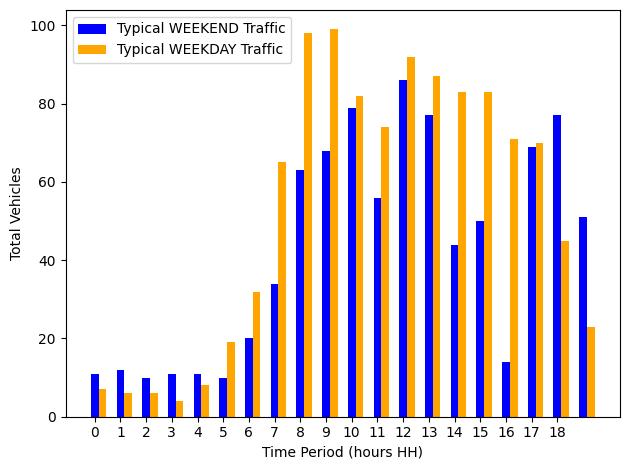 Typical WEEKEND Traffic
Typical WEEKDAY Traffic
100
80
60
40
20
0
Total Vehicles
0 1 2 3 4 5 6 7 8 9 10 11 12 13 14 15 16 17 18
Time Period (hours HH)